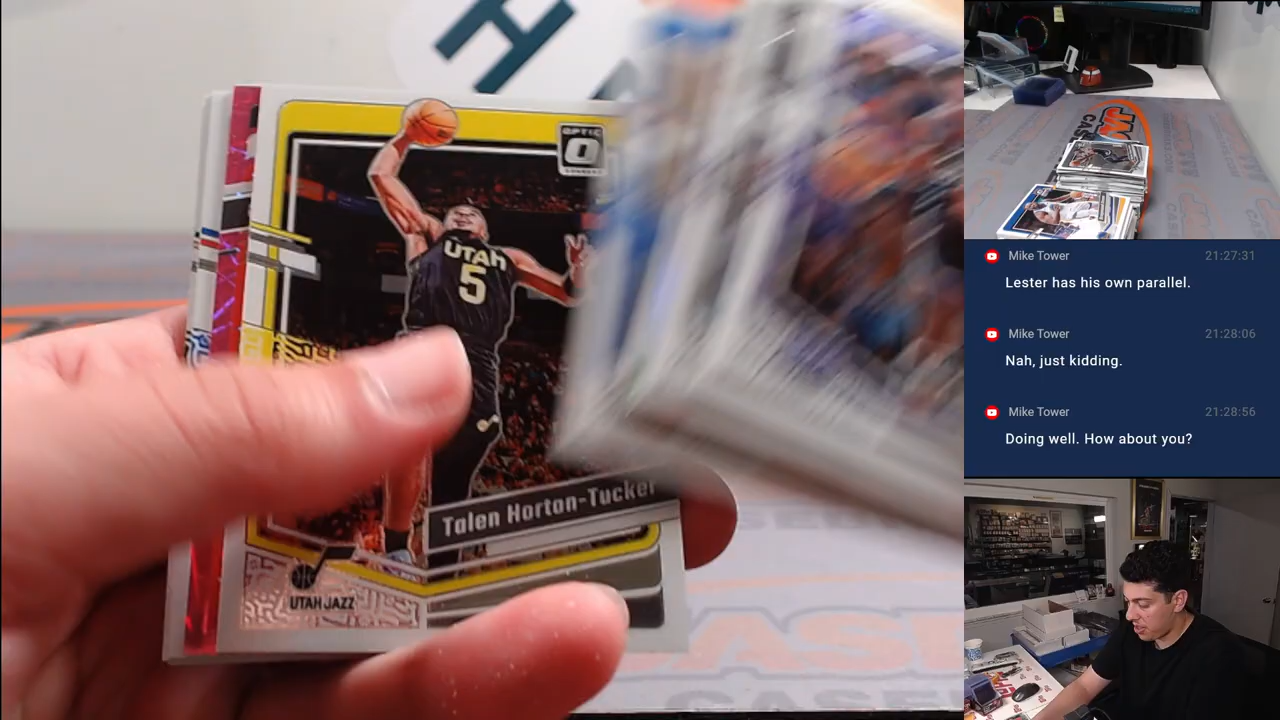 OPTIC
O
UTAH
5
Talen Horton-Tucker
UTAH JAZZ
Mike Tower 21:27:31
Lester has his own parallel.
Mike Tower 21:28:06
Nah, just kidding.
Mike Tower 21:28:56
Doing well. How about you?